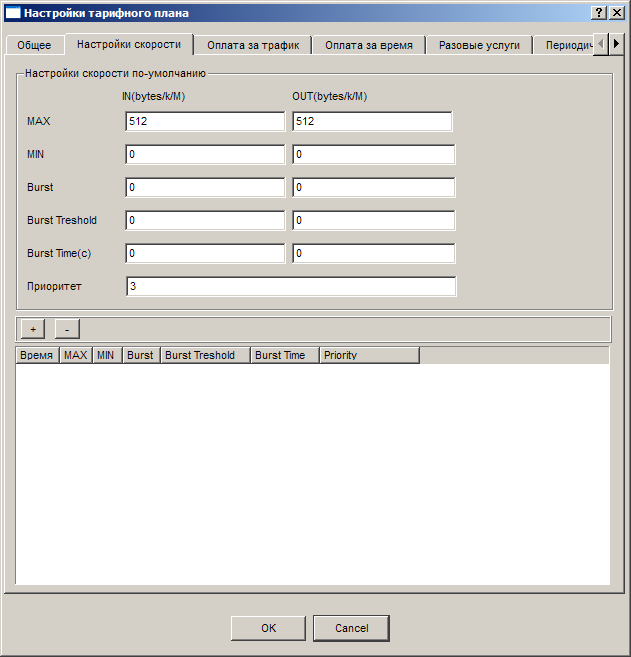 Настройки тарифного плана
Общее Настройки скорости Оплата за трафик Оплата за время Разовые услуги Периодич
Настройки скорости по-умолчанию
IN(bytes/k/M) OUT(bytes/k/M)
MAX 512 512
MIN 0 0
Burst 0 0
Burst Treshold 0 0
Burst Time(с) 0 0
Приоритет 3
+ -
Время MAX MIN Burst Burst Treshold Burst Time Priority
OK Cancel